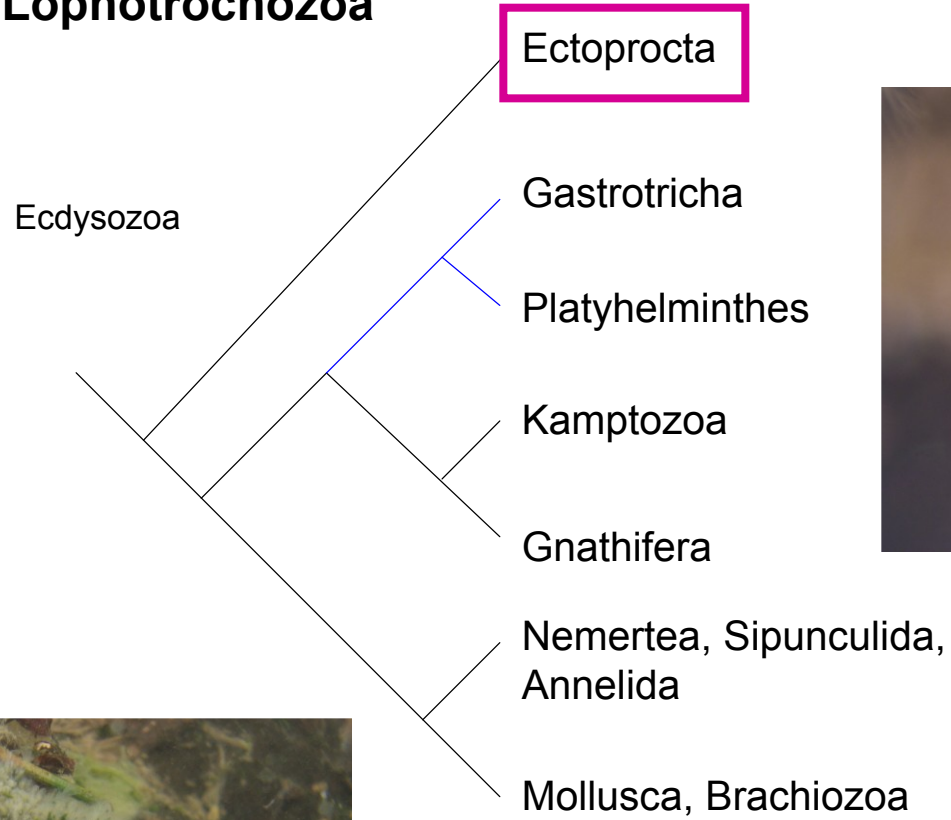 Lophotrochozoa
Ectoprocta
Gastrotricha
Ecdysozoa
Platyhelminthes
Kamptozoa
Gnathifera
Nemertea, Sipunculida,
Annelida
Mollusca, Brachiozoa